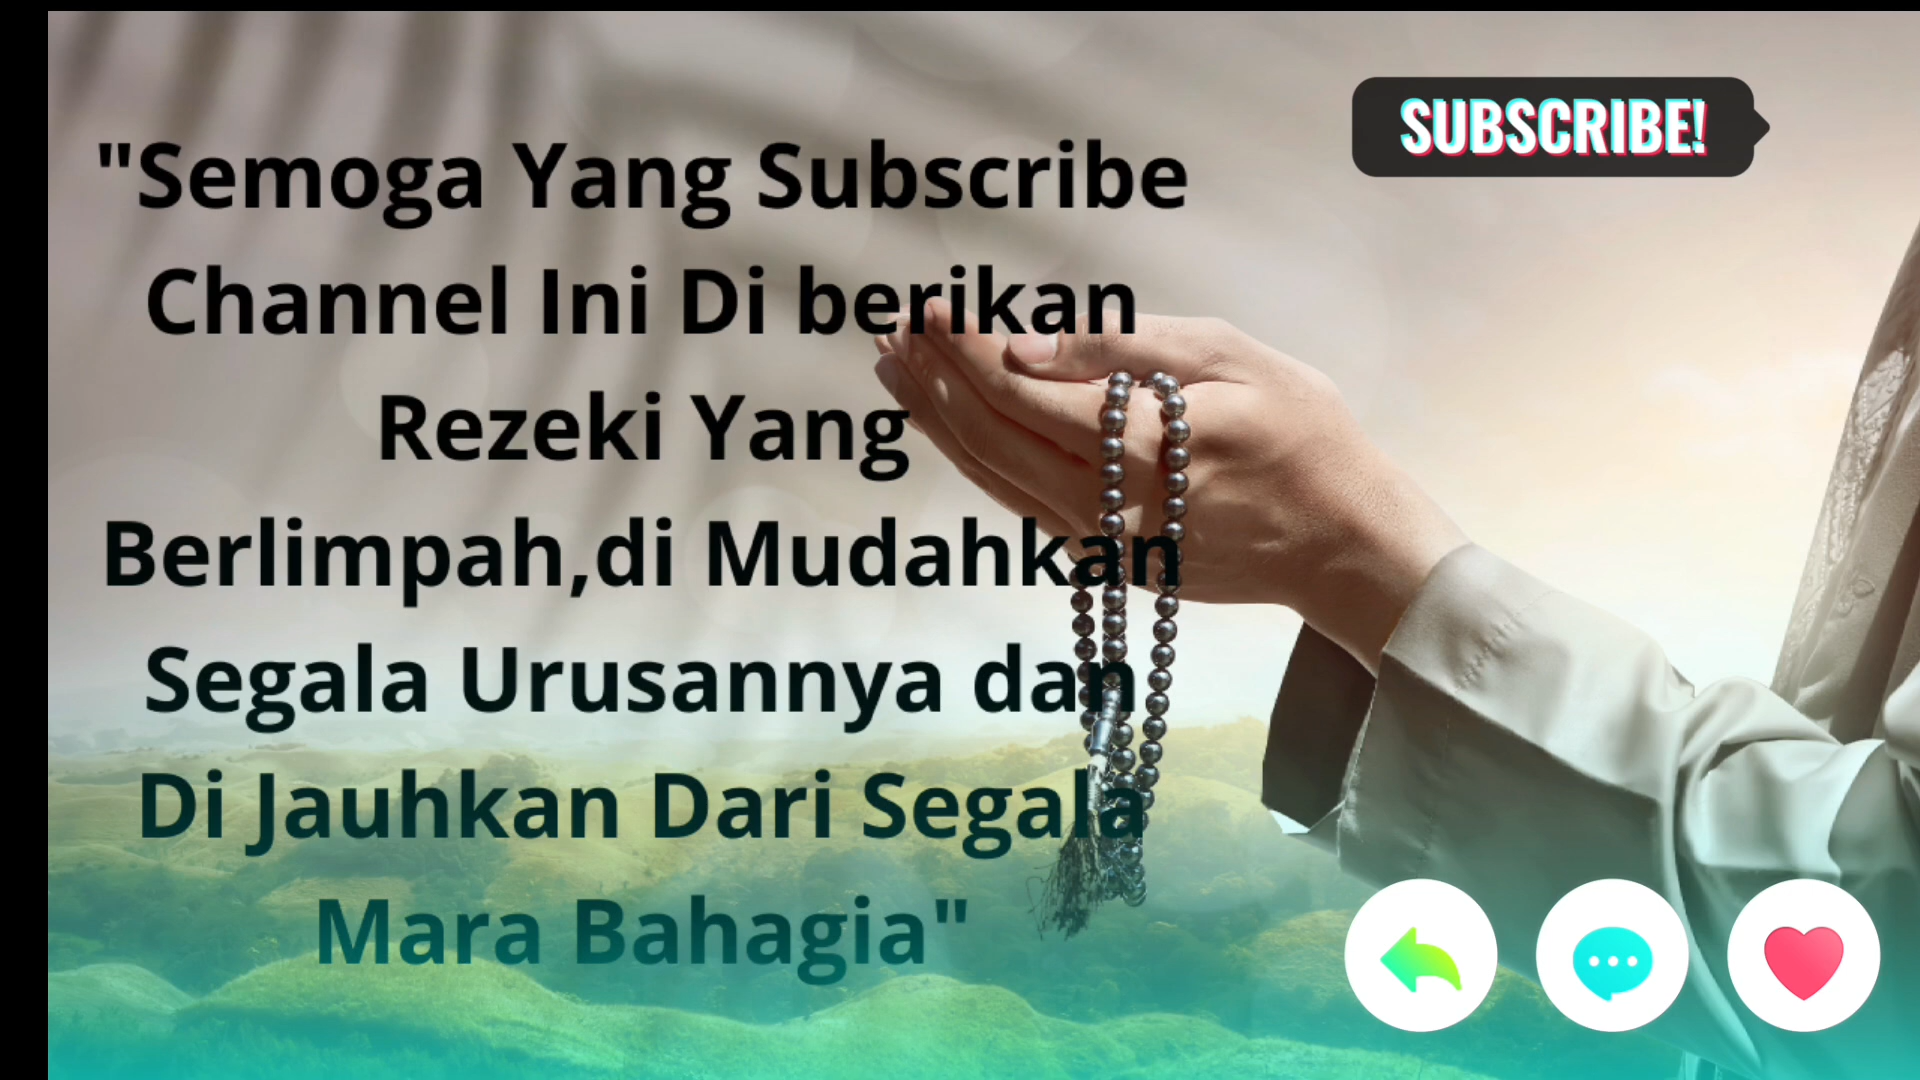 SUBSCRIBE!
"Semoga Yang Subscribe
Channel Ini Di berikan
Rezeki Yang
Berlimpah,di Mudahkan
Segala Urusannya dan
Di Jauhkan Dari Segala
Mara Bahagia"